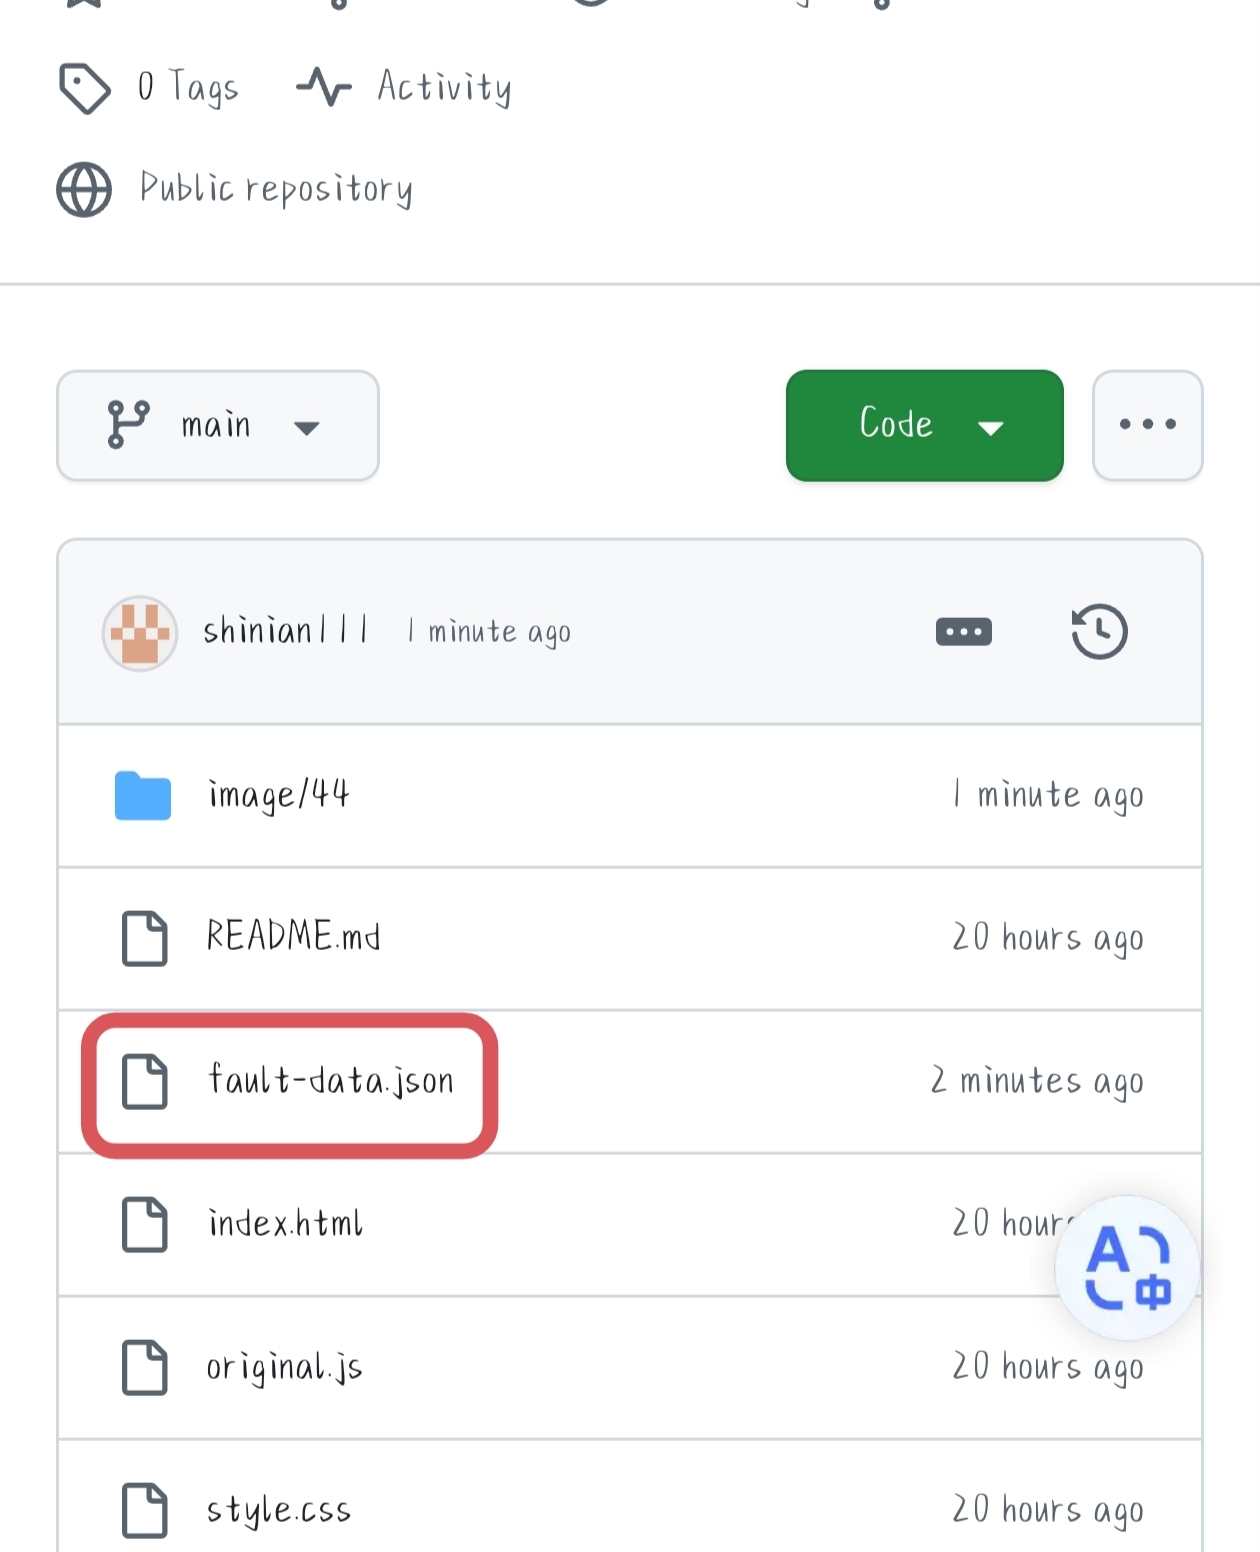 0 Tags
Activity
Public repository
main
Code
shinian111 1 minute ago
image/44 1 minute ago
README.md 20 hours ago
fault-data.json 2 minutes ago
index.html 20 hours
A 中
original.js 20 hours ago
style.css 20 hours ago